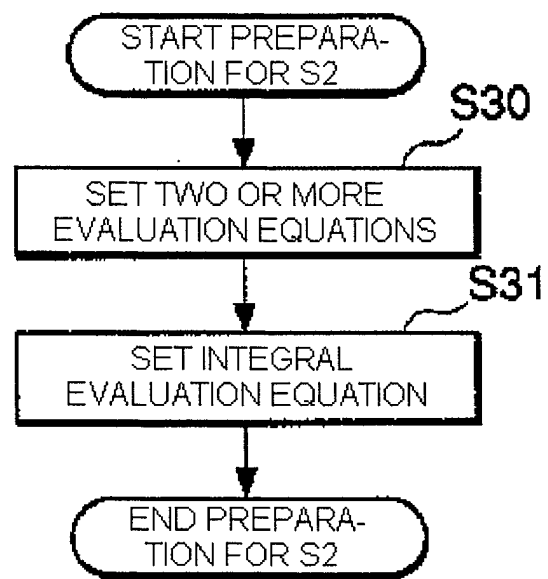 START PREPARA-
TION FOR S2
S30
SET TWO OR MORE
EVALUATION EQUATIONS
S31
SET INTEGRAL
EVALUATION EQUATION
END PREPARA-
TION FOR S2